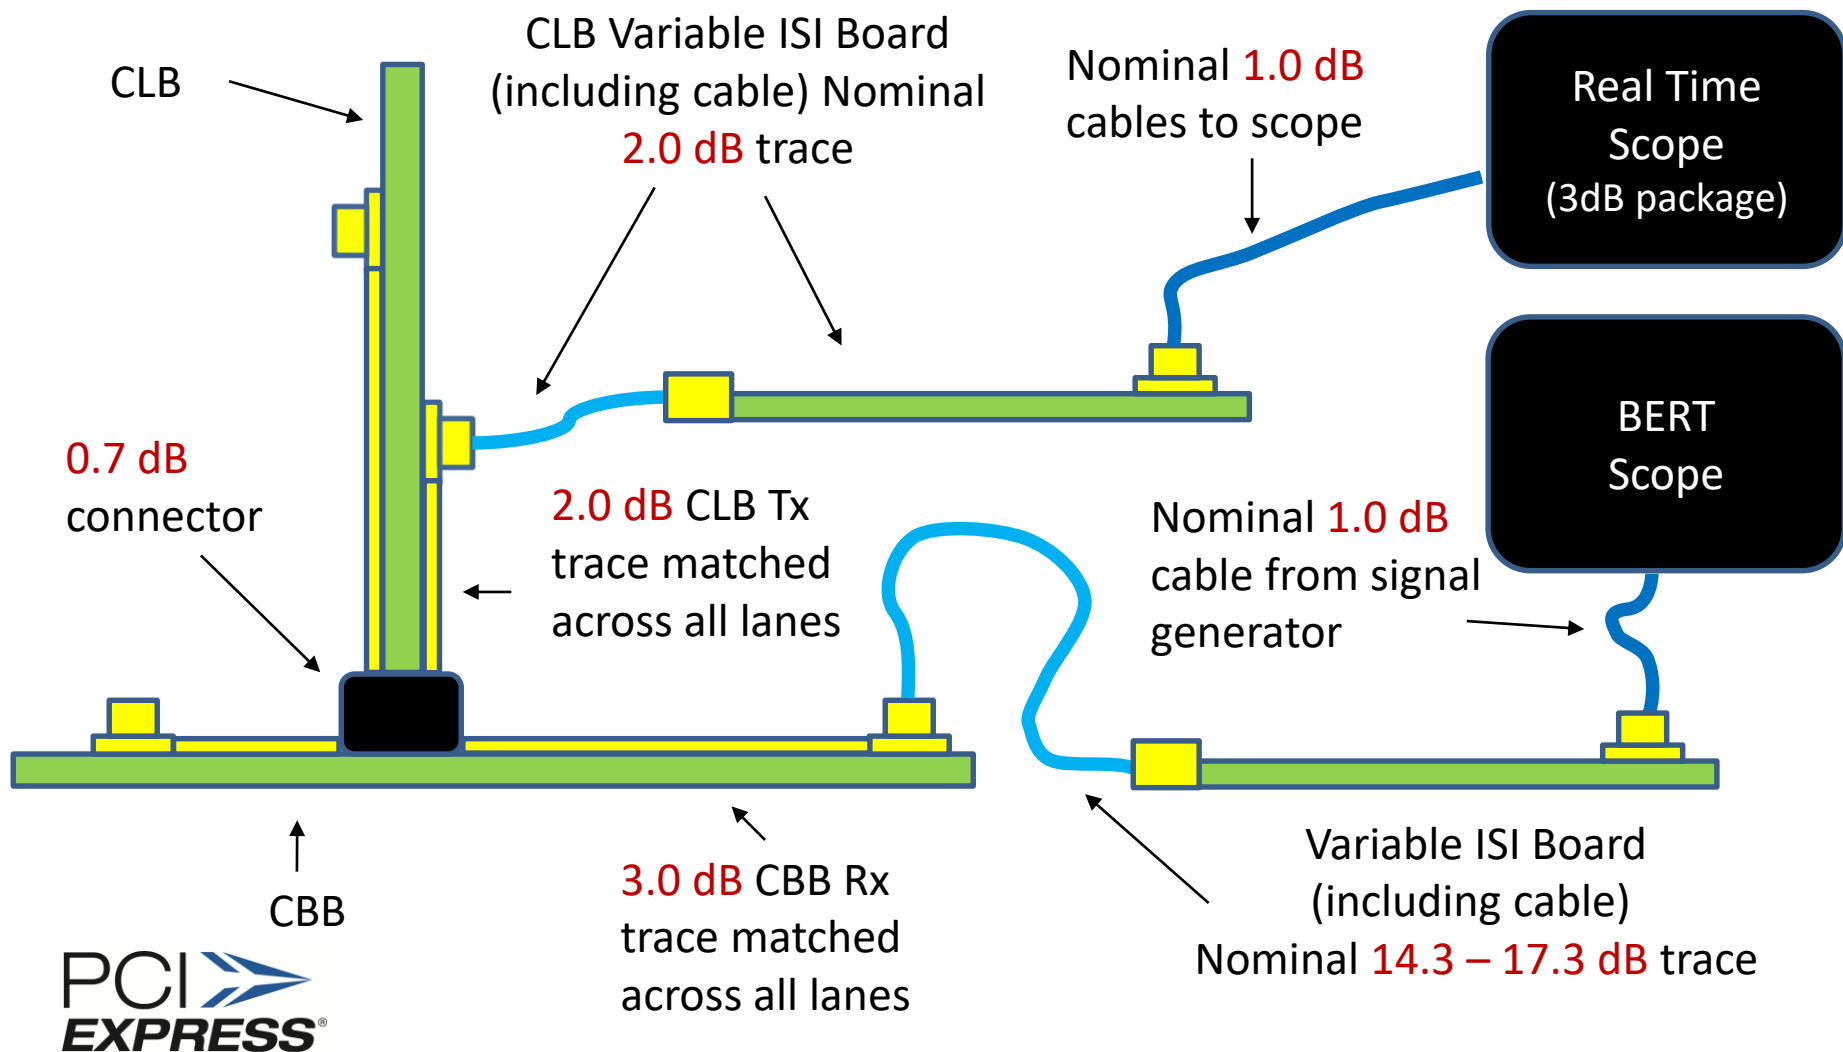 CLB
CLB Variable ISI Board
(including cable) Nominal
2.0 dB trace
Nominal 1.0 dB
cables to scope
Real Time
Scope
(3dB package)
0.7 dB
connector
2.0 dB CLB Tx
trace matched
across all lanes
Nominal 1.0 dB
cable from signal
generator
BERT
Scope
CBB
3.0 dB CBB Rx
trace matched
across all lanes
Variable ISI Board
(including cable)
Nominal 14.3 – 17.3 dB trace
PCI
EXPRESS®